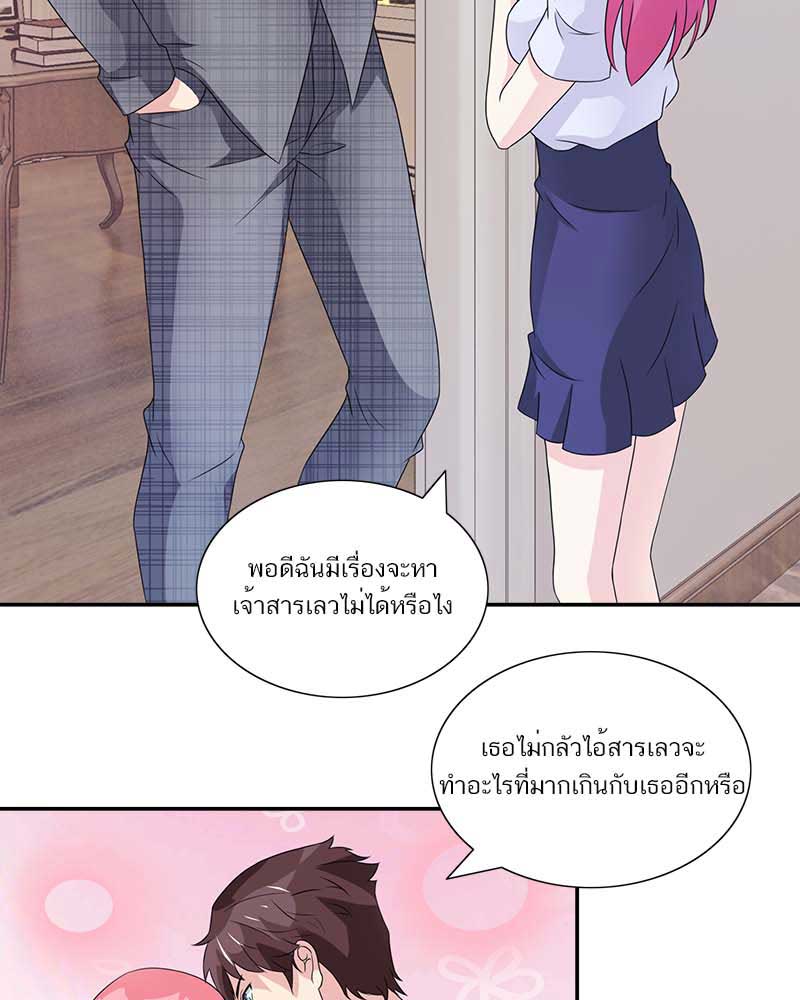 พอดีฉันมีเรื่องจะหา
เจ้าสารเลวไม่ได้หรือไง
เธอไม่กลัวไอ้สารเลวจะ
ทำอะไรที่มากเกินกับเธออีกหรือ